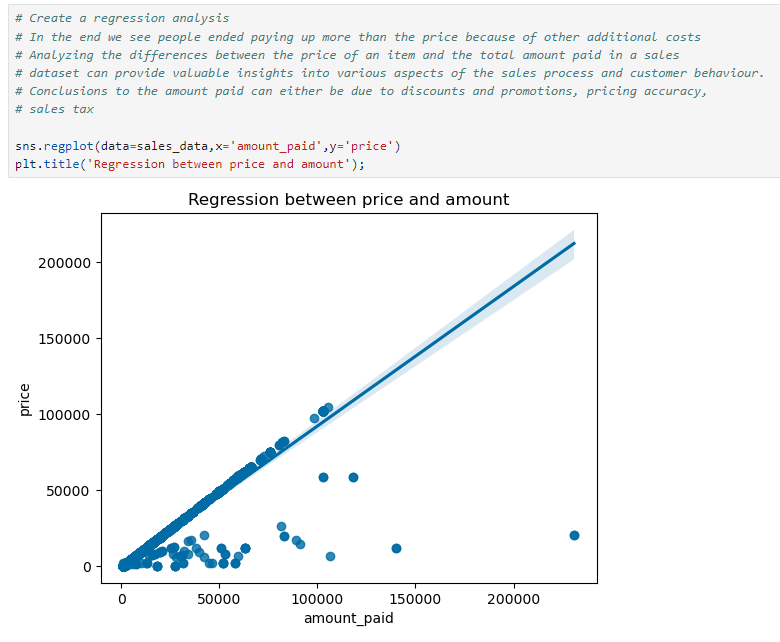 # Create a regression analysis
# In the end we see people ended paying up more than the price because of other additional costs
# Analyzing the differences between the price of an item and the total amount paid in a sales
# dataset can provide valuable insights into various aspects of the sales process and customer behaviour.
# Conclusions to the amount paid can either be due to discounts and promotions, pricing accuracy,
# sales tax
sns.regplot(data=sales_data,x='amount_paid',y='price')
plt.title('Regression between price and amount');
Regression between price and amount
200000
150000
100000
50000
0
price
0 50000 100000 150000 200000
amount_paid